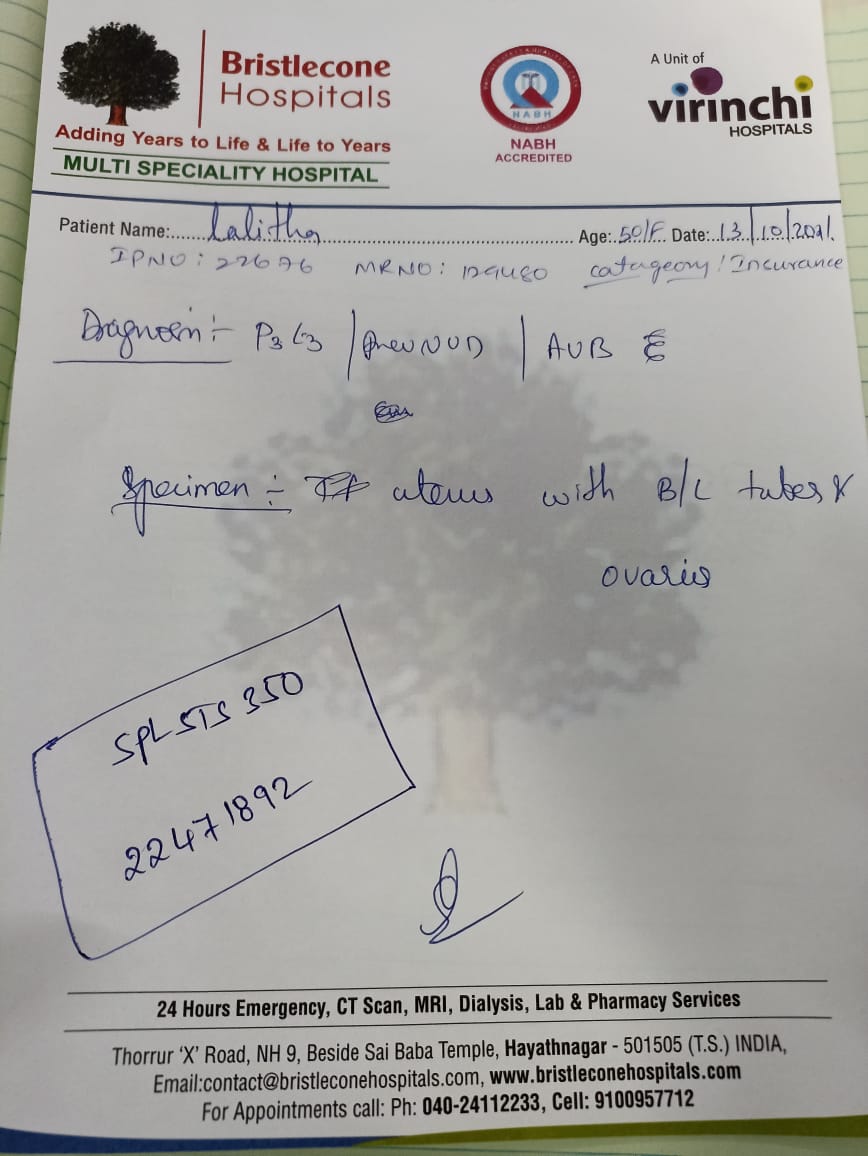 Bristlecone
Hospitals
Adding Years to Life & Life to Years
MULTI SPECIALITY HOSPITAL
NABH
NABH
ACCREDITED
A Unit of
virinchi
HOSPITALS
Patient Name:...... Lalitha ...... Age: 50/F Date: 13/10/2021.
IPNO: 22676 MRNO: 129480 catageory: Insurance
P3L3 | prev NVD | AUB
Specimen :- uterus with B/L tubes &
ovaries
SPL STS 350
22471892
24 Hours Emergency, CT Scan, MRI, Dialysis, Lab & Pharmacy Services
Thorrur 'X' Road, NH 9, Beside Sai Baba Temple, Hayathnagar - 501505 (T.S.) INDIA,
Email:contact@bristleconehospitals.com, www.bristleconehospitals.com
For Appointments call: Ph: 040-24112233, Cell: 9100957712